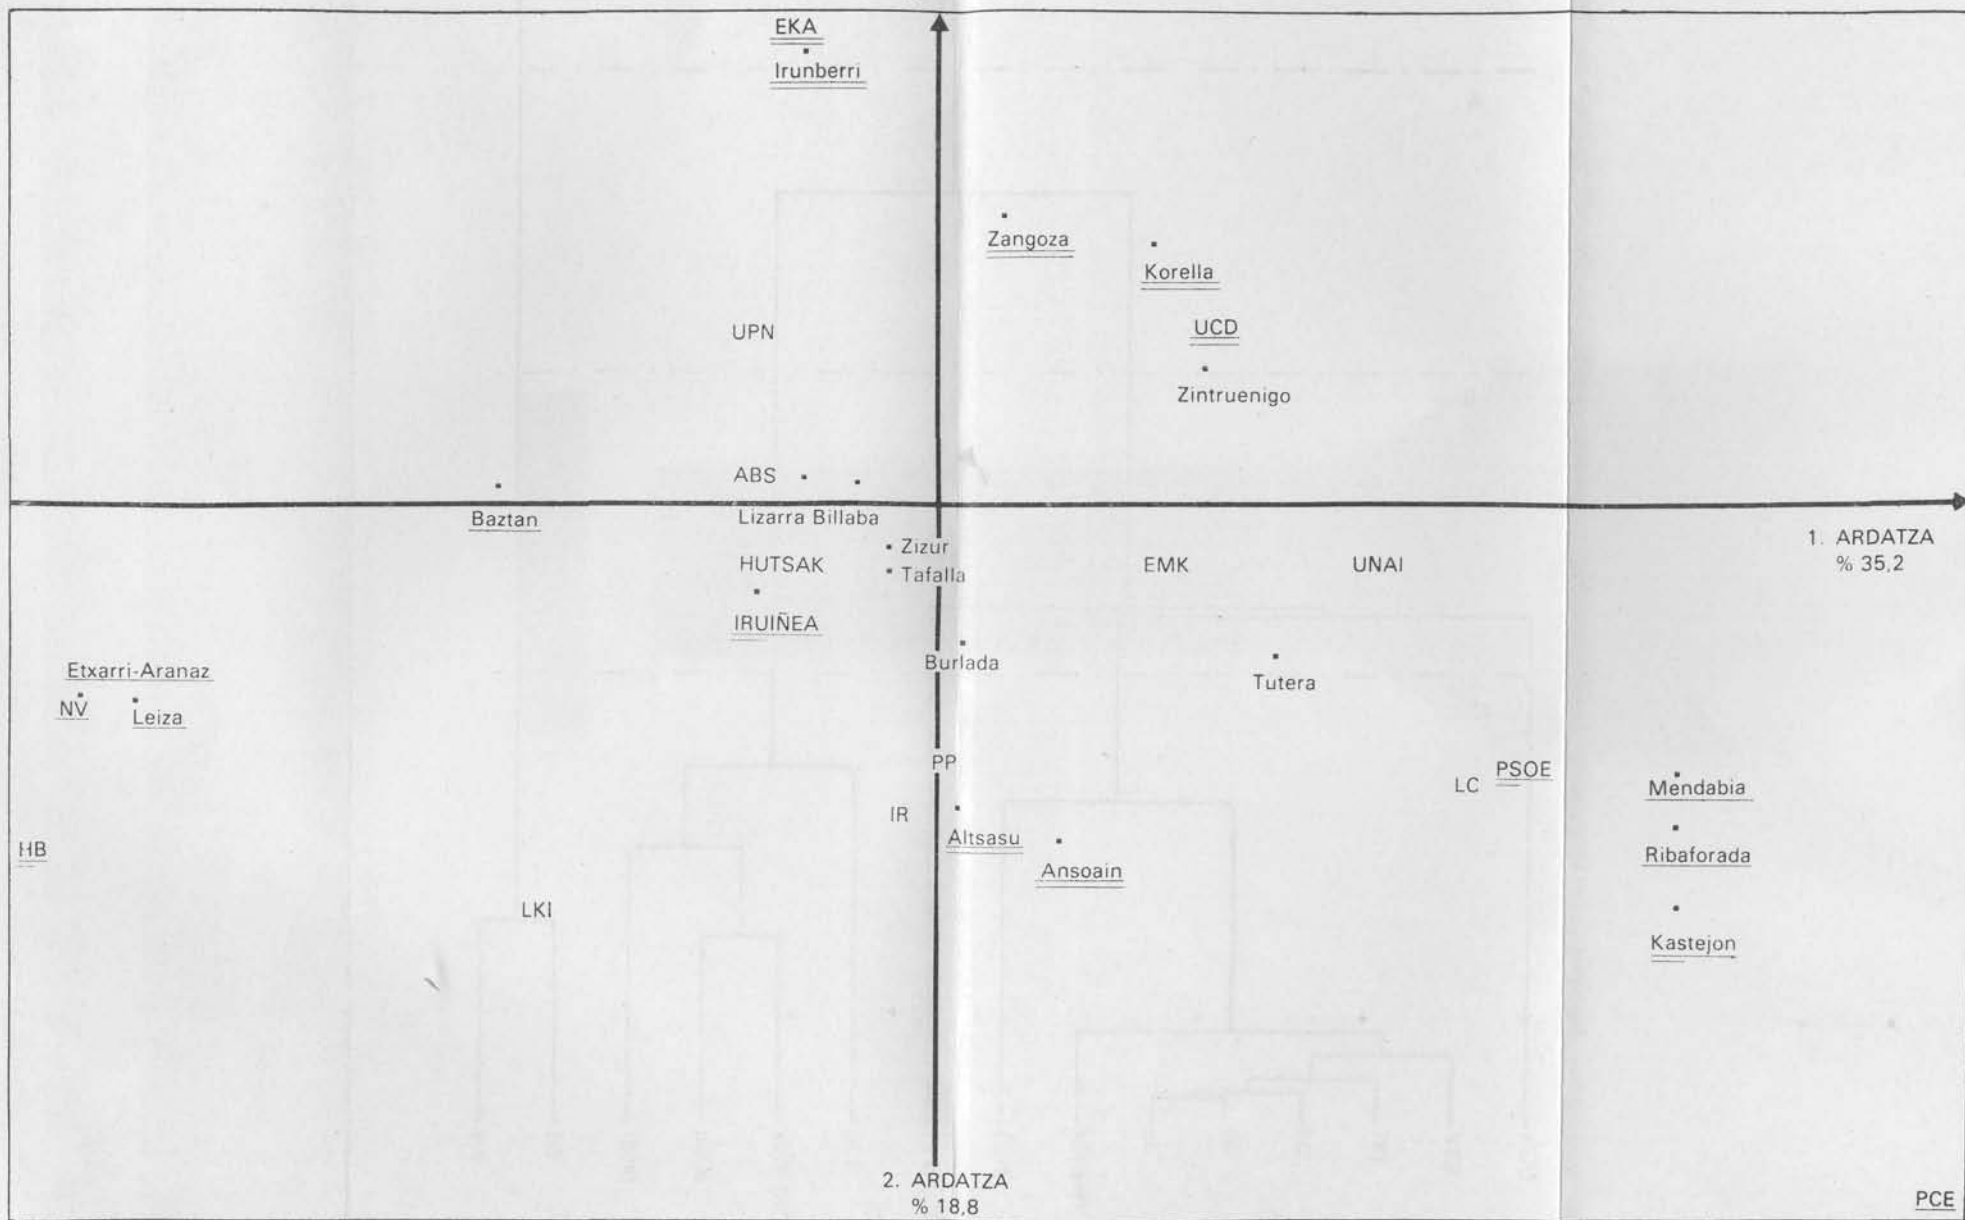 EKA
Irunberri
Zangoza
Korella
UPN
UCD
Zintruenigo
ABS
Baztan
Lizarra Billaba
1. ARDATZA
% 35,2
Zizur
HUTSAK
EMK
UNAI
Tafalla
IRUIÑEA
Burlada
Etxarri-Aranaz
Tutera
NV
Leiza
PP
PSOE
LC
Mendabia
IR
Altsasu
HB
Ansoain
Ribaforada
LKI
Kastejon
2. ARDATZA
% 18,8
PCE